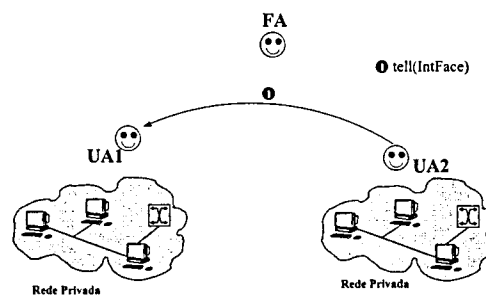 FA
❶ tell(IntFace)
❶
UA1
UA2
Rede Privada
Rede Privada